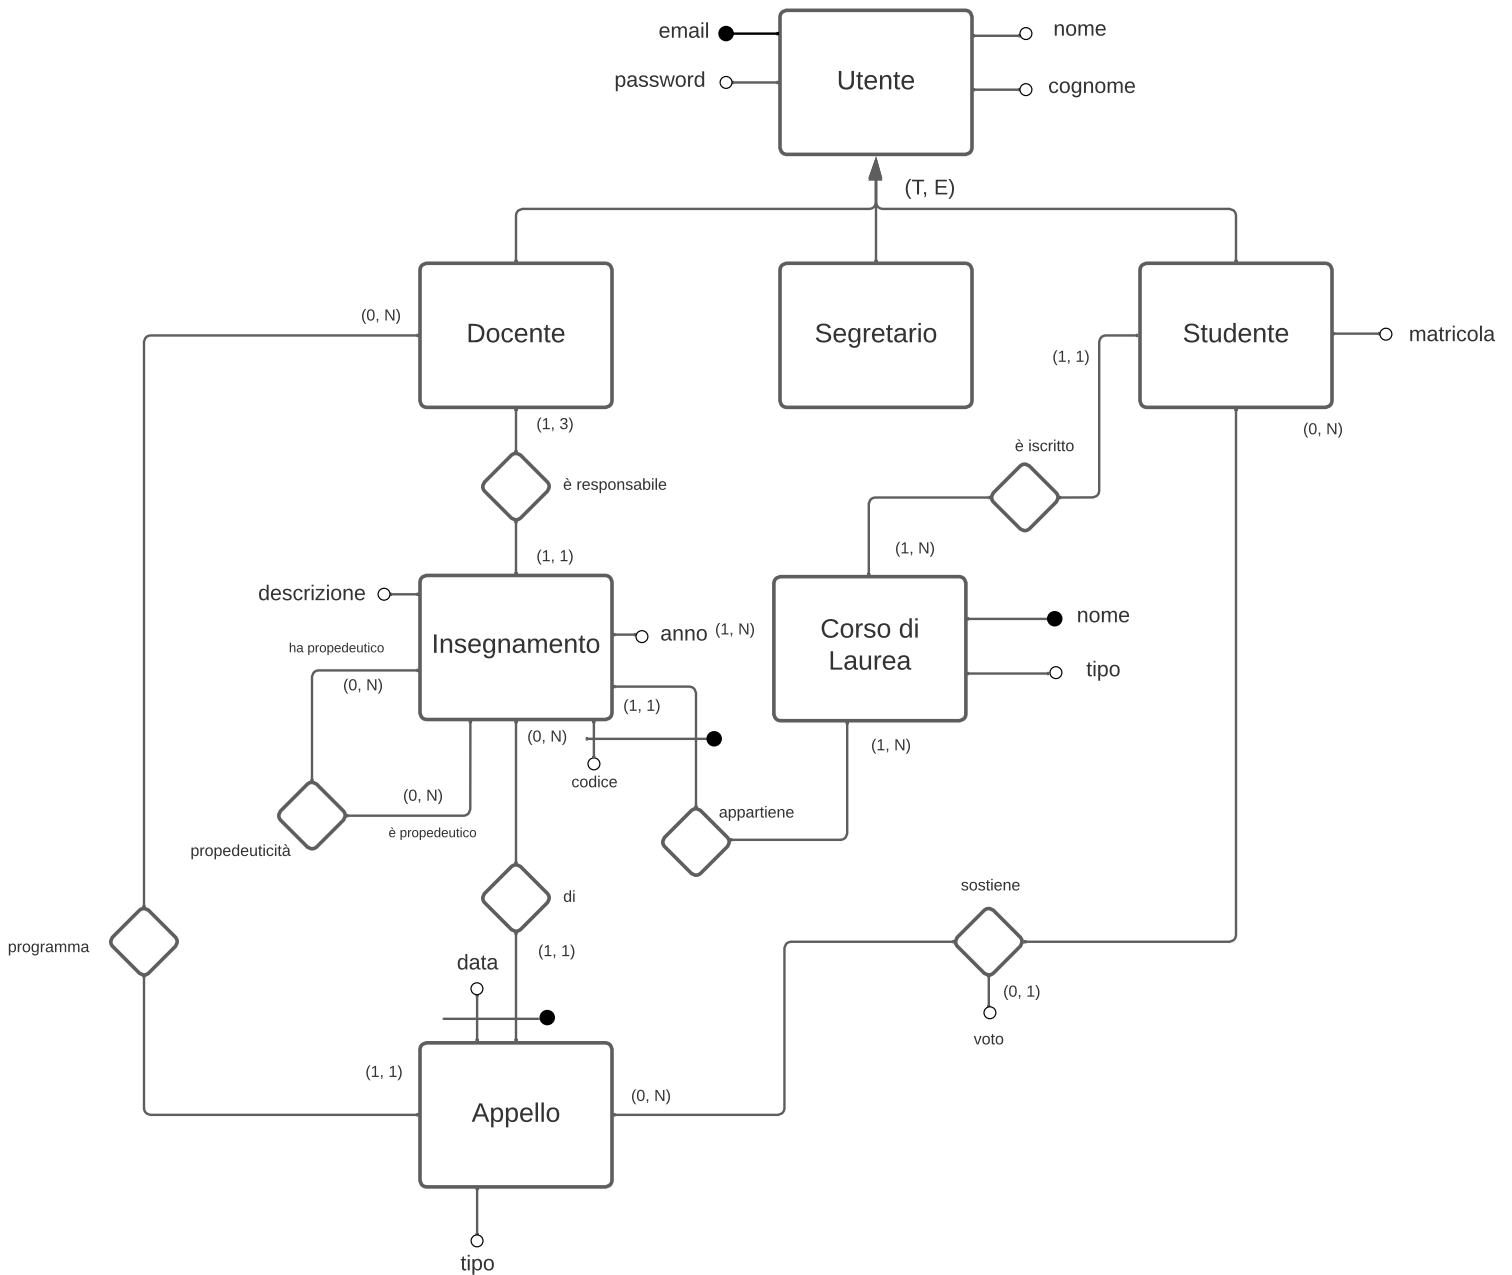 email
nome
password
Utente
cognome
(T, E)
(0, N)
Docente
Segretario
Studente
matricola
(1, 1)
(1, 3)
(0, N)
è iscritto
è responsabile
(1, 1)
(1, N)
descrizione
anno
(1, N)
nome
ha propedeutico
Insegnamento
Corso di
Laurea
tipo
(0, N)
(1, 1)
(0, N)
(1, N)
codice
(0, N)
appartiene
è propedeutico
propedeuticità
sostiene
di
programma
(1, 1)
data
(0, 1)
voto
(1, 1)
(0, N)
Appello
tipo